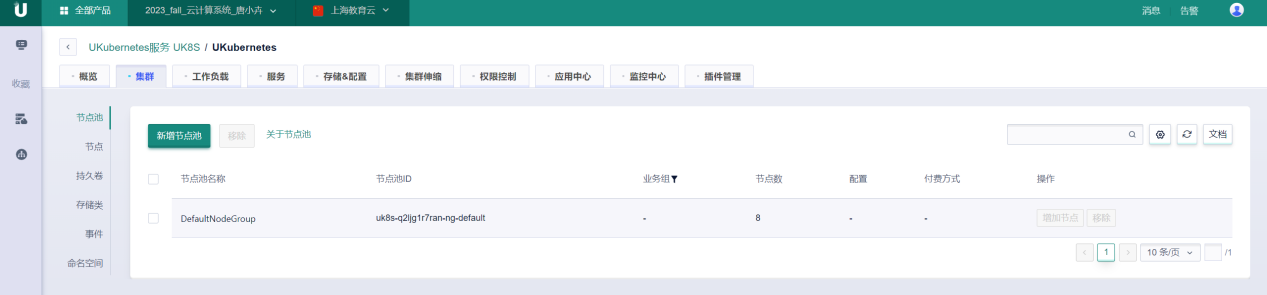 U 全部产品 2023_fall_云计算系统_唐小卉 上海教育云 消息 告警
收藏
UKubernetes服务 UK8S / UKubernetes
概览 集群 工作负载 服务 存储&配置 集群伸缩 权限控制 应用中心 监控中心 插件管理
节点池
节点
持久卷
存储类
事件
命名空间
新增节点池 移除 关于节点池 文档
节点池名称 节点池ID 业务组 节点数 配置 付费方式 操作
DefaultNodeGroup uk8s-q2ljg1r7ran-ng-default - 8 - - 增加节点 移除
1 10 条/页 /1